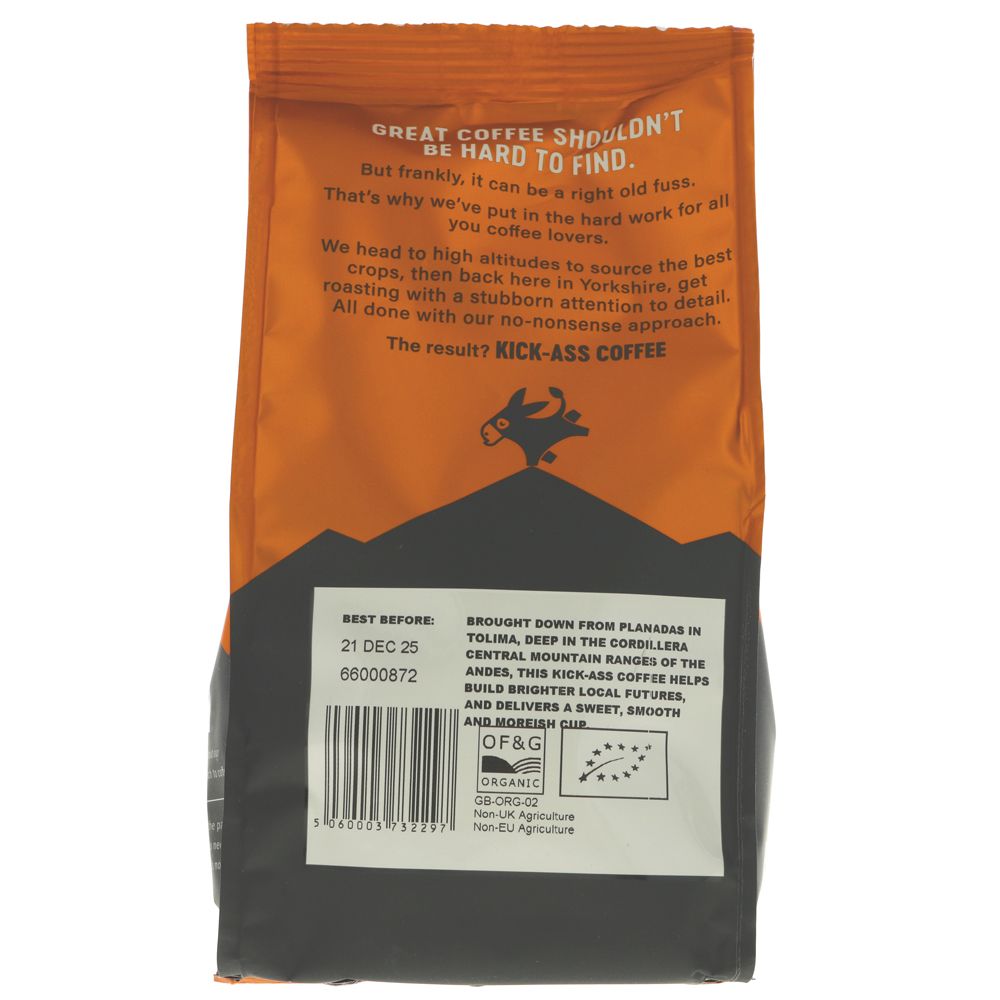 GREAT COFFEE SHOULDN'T
BE HARD TO FIND.
But frankly, it can be a right old fuss.
That's why we've put in the hard work for all
you coffee lovers.
We head to high altitudes to source the best
crops, then back here in Yorkshire, get
roasting with a stubborn attention to detail.
All done with our no-nonsense approach.
The result? KICK-ASS COFFEE
BEST BEFORE:
21 DEC 25
66000872
5 060003 732297
BROUGHT DOWN FROM PLANADAS IN
TOLIMA, DEEP IN THE CORDILLERA
CENTRAL MOUNTAIN RANGES OF THE
ANDES, THIS KICK-ASS COFFEE HELPS
BUILD BRIGHTER LOCAL FUTURES,
AND DELIVERS A SWEET, SMOOTH
AND MOREISH CUP.
OF&G
ORGANIC
GB-ORG-02
Non-UK Agriculture
Non-EU Agriculture